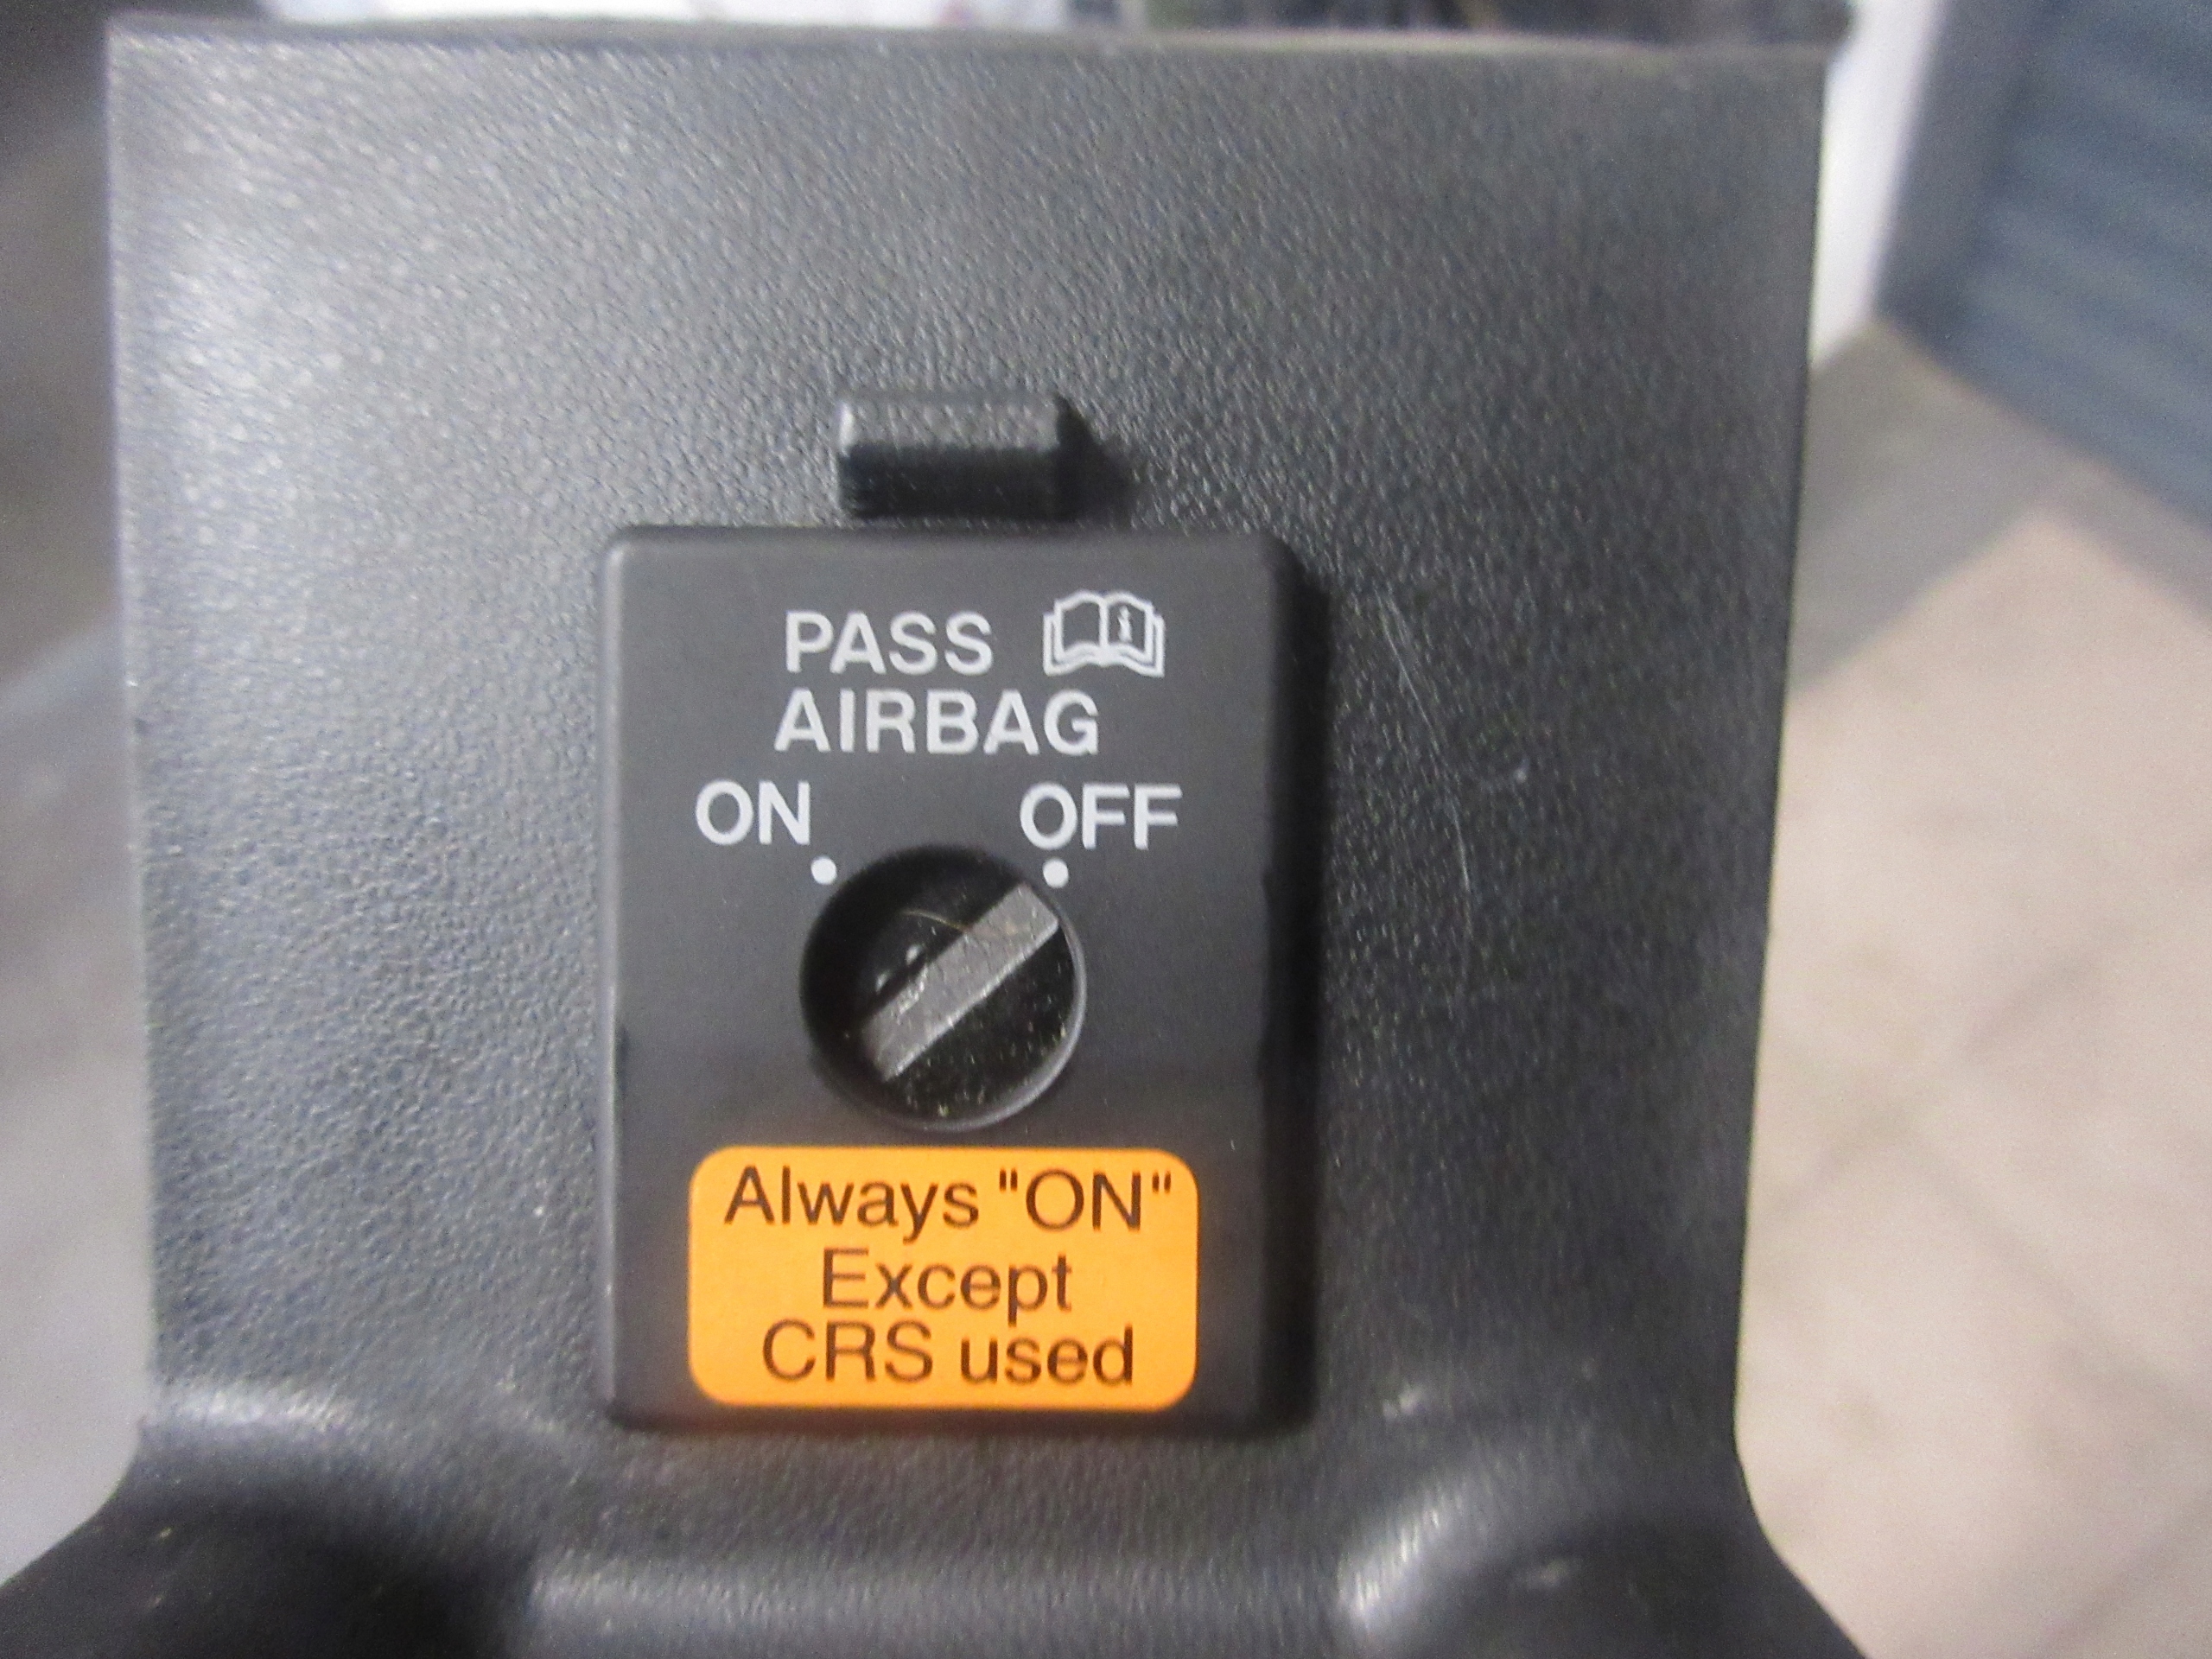 PASS
AIRBAG
ON OFF
Always "ON"
Except
CRS used